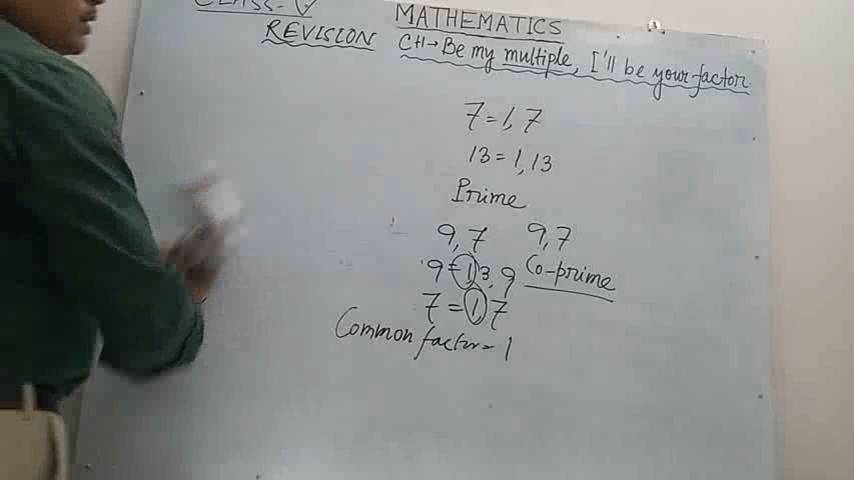 CLASS-V MATHEMATICS
REVISION CH→Be my multiple, I'll be your factor
7=1,7
13=1,13
Prime
9,7 9,7
9=1,3,9 Co-prime
7=1,7
Common factor=1